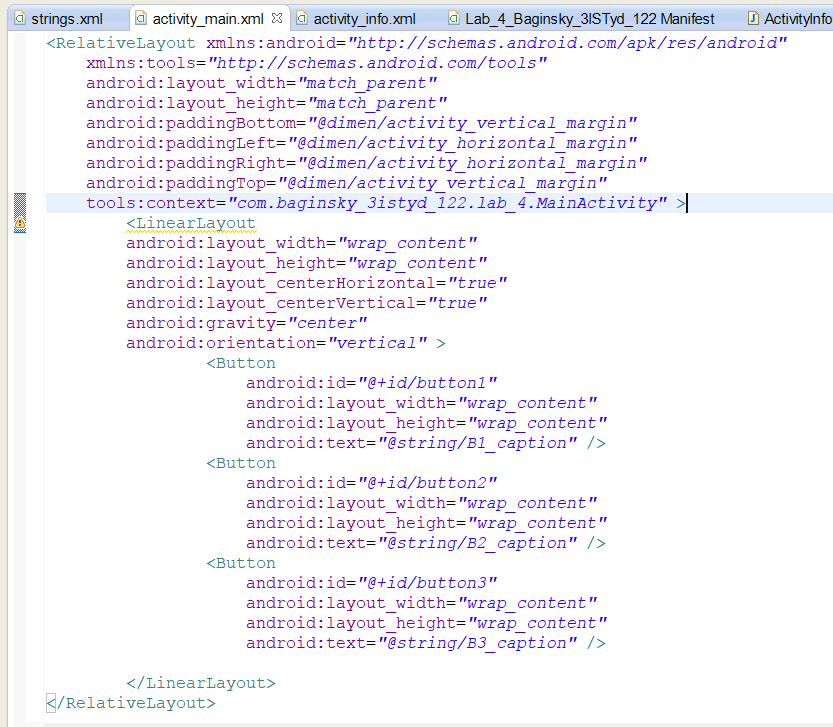 strings.xml activity_main.xml activity_info.xml Lab_4_Baginsky_3ISTyd_122 Manifest ActivityInfo
<RelativeLayout xmlns:android="http://schemas.android.com/apk/res/android"
    xmlns:tools="http://schemas.android.com/tools"
    android:layout_width="match_parent"
    android:layout_height="match_parent"
    android:paddingBottom="@dimen/activity_vertical_margin"
    android:paddingLeft="@dimen/activity_horizontal_margin"
    android:paddingRight="@dimen/activity_horizontal_margin"
    android:paddingTop="@dimen/activity_vertical_margin"
    tools:context="com.baginsky_3istyd_122.lab_4.MainActivity" >
        <LinearLayout
        android:layout_width="wrap_content"
        android:layout_height="wrap_content"
        android:layout_centerHorizontal="true"
        android:layout_centerVertical="true"
        android:gravity="center"
        android:orientation="vertical" >
                <Button
                    android:id="@+id/button1"
                    android:layout_width="wrap_content"
                    android:layout_height="wrap_content"
                    android:text="@string/B1_caption" />
                <Button
                    android:id="@+id/button2"
                    android:layout_width="wrap_content"
                    android:layout_height="wrap_content"
                    android:text="@string/B2_caption" />
                <Button
                    android:id="@+id/button3"
                    android:layout_width="wrap_content"
                    android:layout_height="wrap_content"
                    android:text="@string/B3_caption" />
        </LinearLayout>
</RelativeLayout>